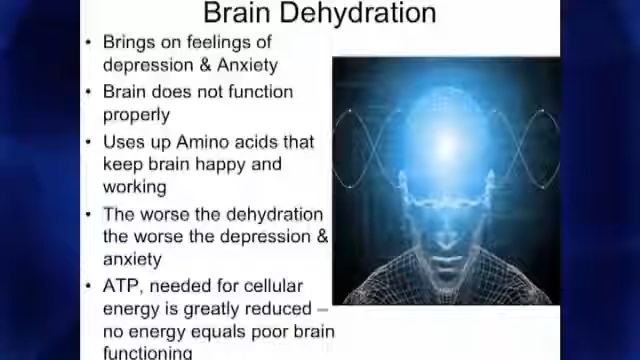 Brain Dehydration
• Brings on feelings of
depression & Anxiety
• Brain does not function
properly
• Uses up Amino acids that
keep brain happy and
working
• The worse the dehydration
the worse the depression &
anxiety
• ATP, needed for cellular
energy is greatly reduced –
no energy equals poor brain
functioning